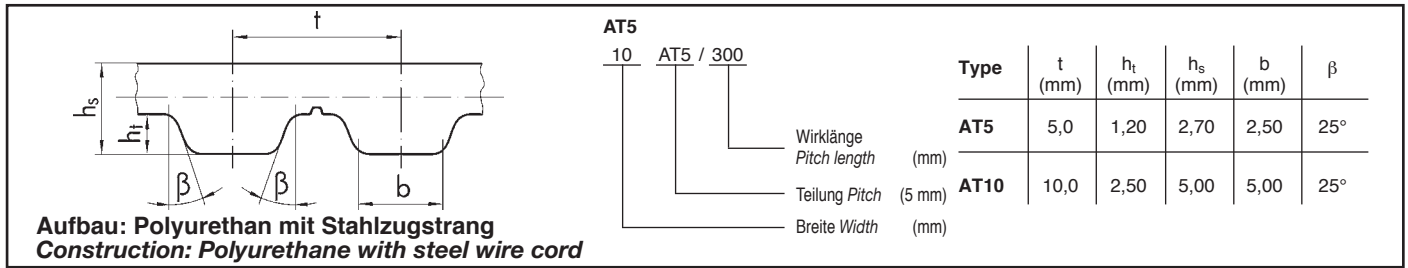 t
hs
ht
β
β
b
Aufbau: Polyurethan mit Stahlzugstrang
Construction: Polyurethane with steel wire cord
AT5
10 AT5 / 300
Wirklänge
Pitch length (mm)
Teilung Pitch (5 mm)
Breite Width (mm)
Type t (mm) ht (mm) hs (mm) b (mm) β
AT5 5,0 1,20 2,70 2,50 25°
AT10 10,0 2,50 5,00 5,00 25°